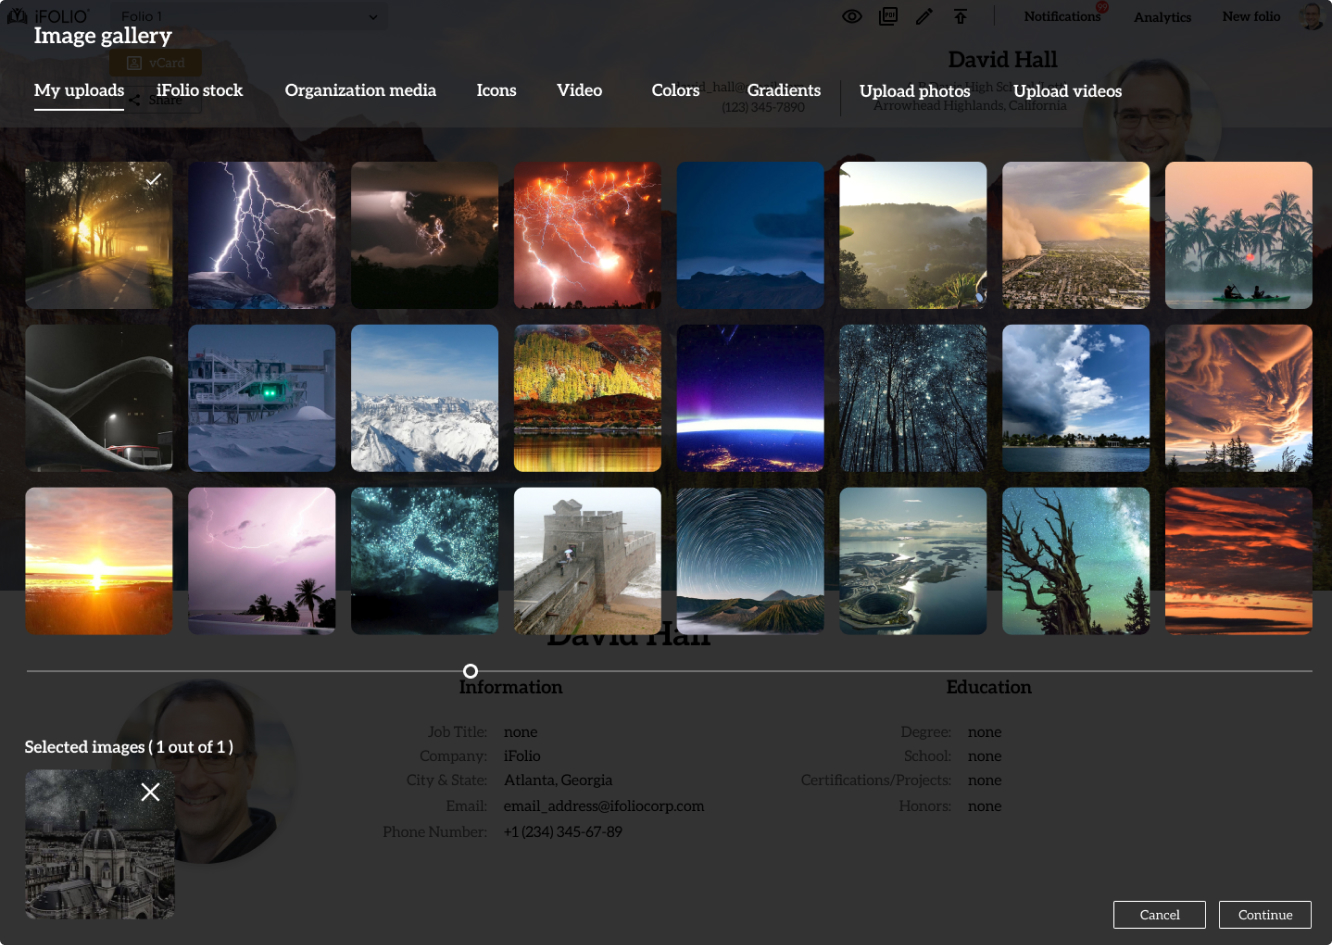 iFOLIO
Folio 1
Notifications
99
Analytics
New folio
Image gallery
vCard
David Hall
My uploads
iFolio stock
Organization media
Icons
Video
Colors
Gradients
Upload photos
Upload videos
Share
(123) 345-7890
Arrowhead Highlands, California
David Hall
Information
Education
Job Title: none
Company: iFolio
City & State: Atlanta, Georgia
Email: email_address@ifoliocorp.com
Phone Number: +1 (234) 345-67-89
Degree: none
School: none
Certifications/Projects: none
Honors: none
Selected images ( 1 out of 1 )
Cancel
Continue